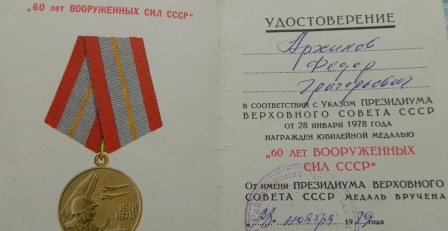 "60 лет ВООРУЖЕННЫХ СИЛ СССР"
1918
1978
УДОСТОВЕРЕНИЕ
Архипов
Федор
Григорьевич
В СООТВЕТСТВИИ С УКАЗОМ ПРЕЗИДИУМА
ВЕРХОВНОГО СОВЕТА СССР
ОТ 28 ЯНВАРЯ 1978 ГОДА
НАГРАЖДЕН ЮБИЛЕЙНОЙ МЕДАЛЬЮ
„60 ЛЕТ ВООРУЖЕННЫХ
СИЛ СССР"
ОТ ИМЕНИ ПРЕЗИДИУМА ВЕРХОВНОГО
СОВЕТА СССР МЕДАЛЬ ВРУЧЕНА
ноября 1979